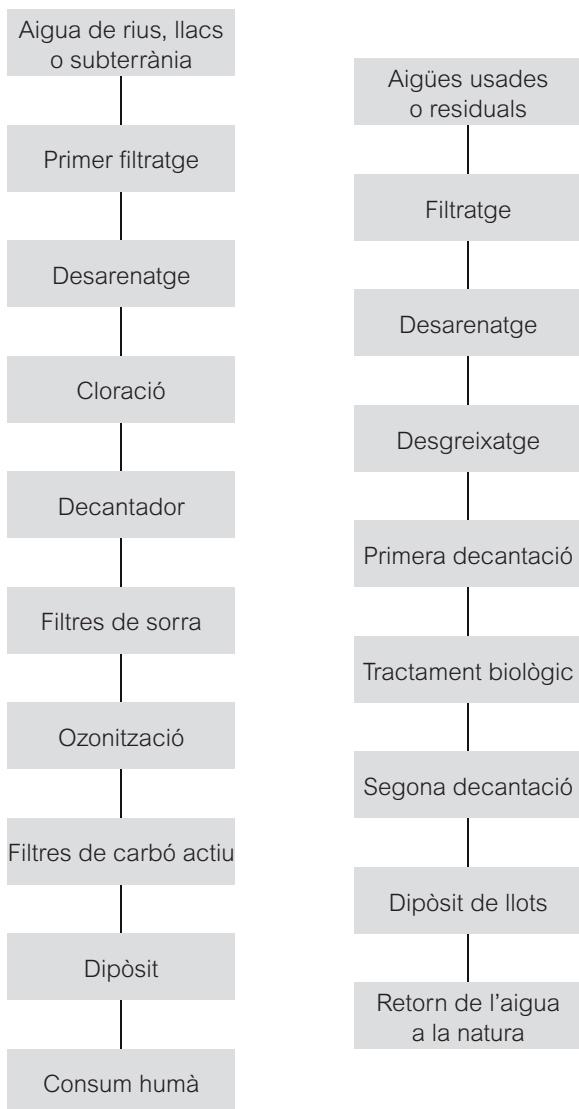 Aigua de rius, llacs
o subterrània
Primer filtratge
Desarenatge
Cloració
Decantador
Filtres de sorra
Ozonització
Filtres de carbó actiu
Dipòsit
Consum humà
Aigües usades
o residuals
Filtratge
Desarenatge
Desgreixatge
Primera decantació
Tractament biològic
Segona decantació
Dipòsit de llots
Retorn de l’aigua
a la natura